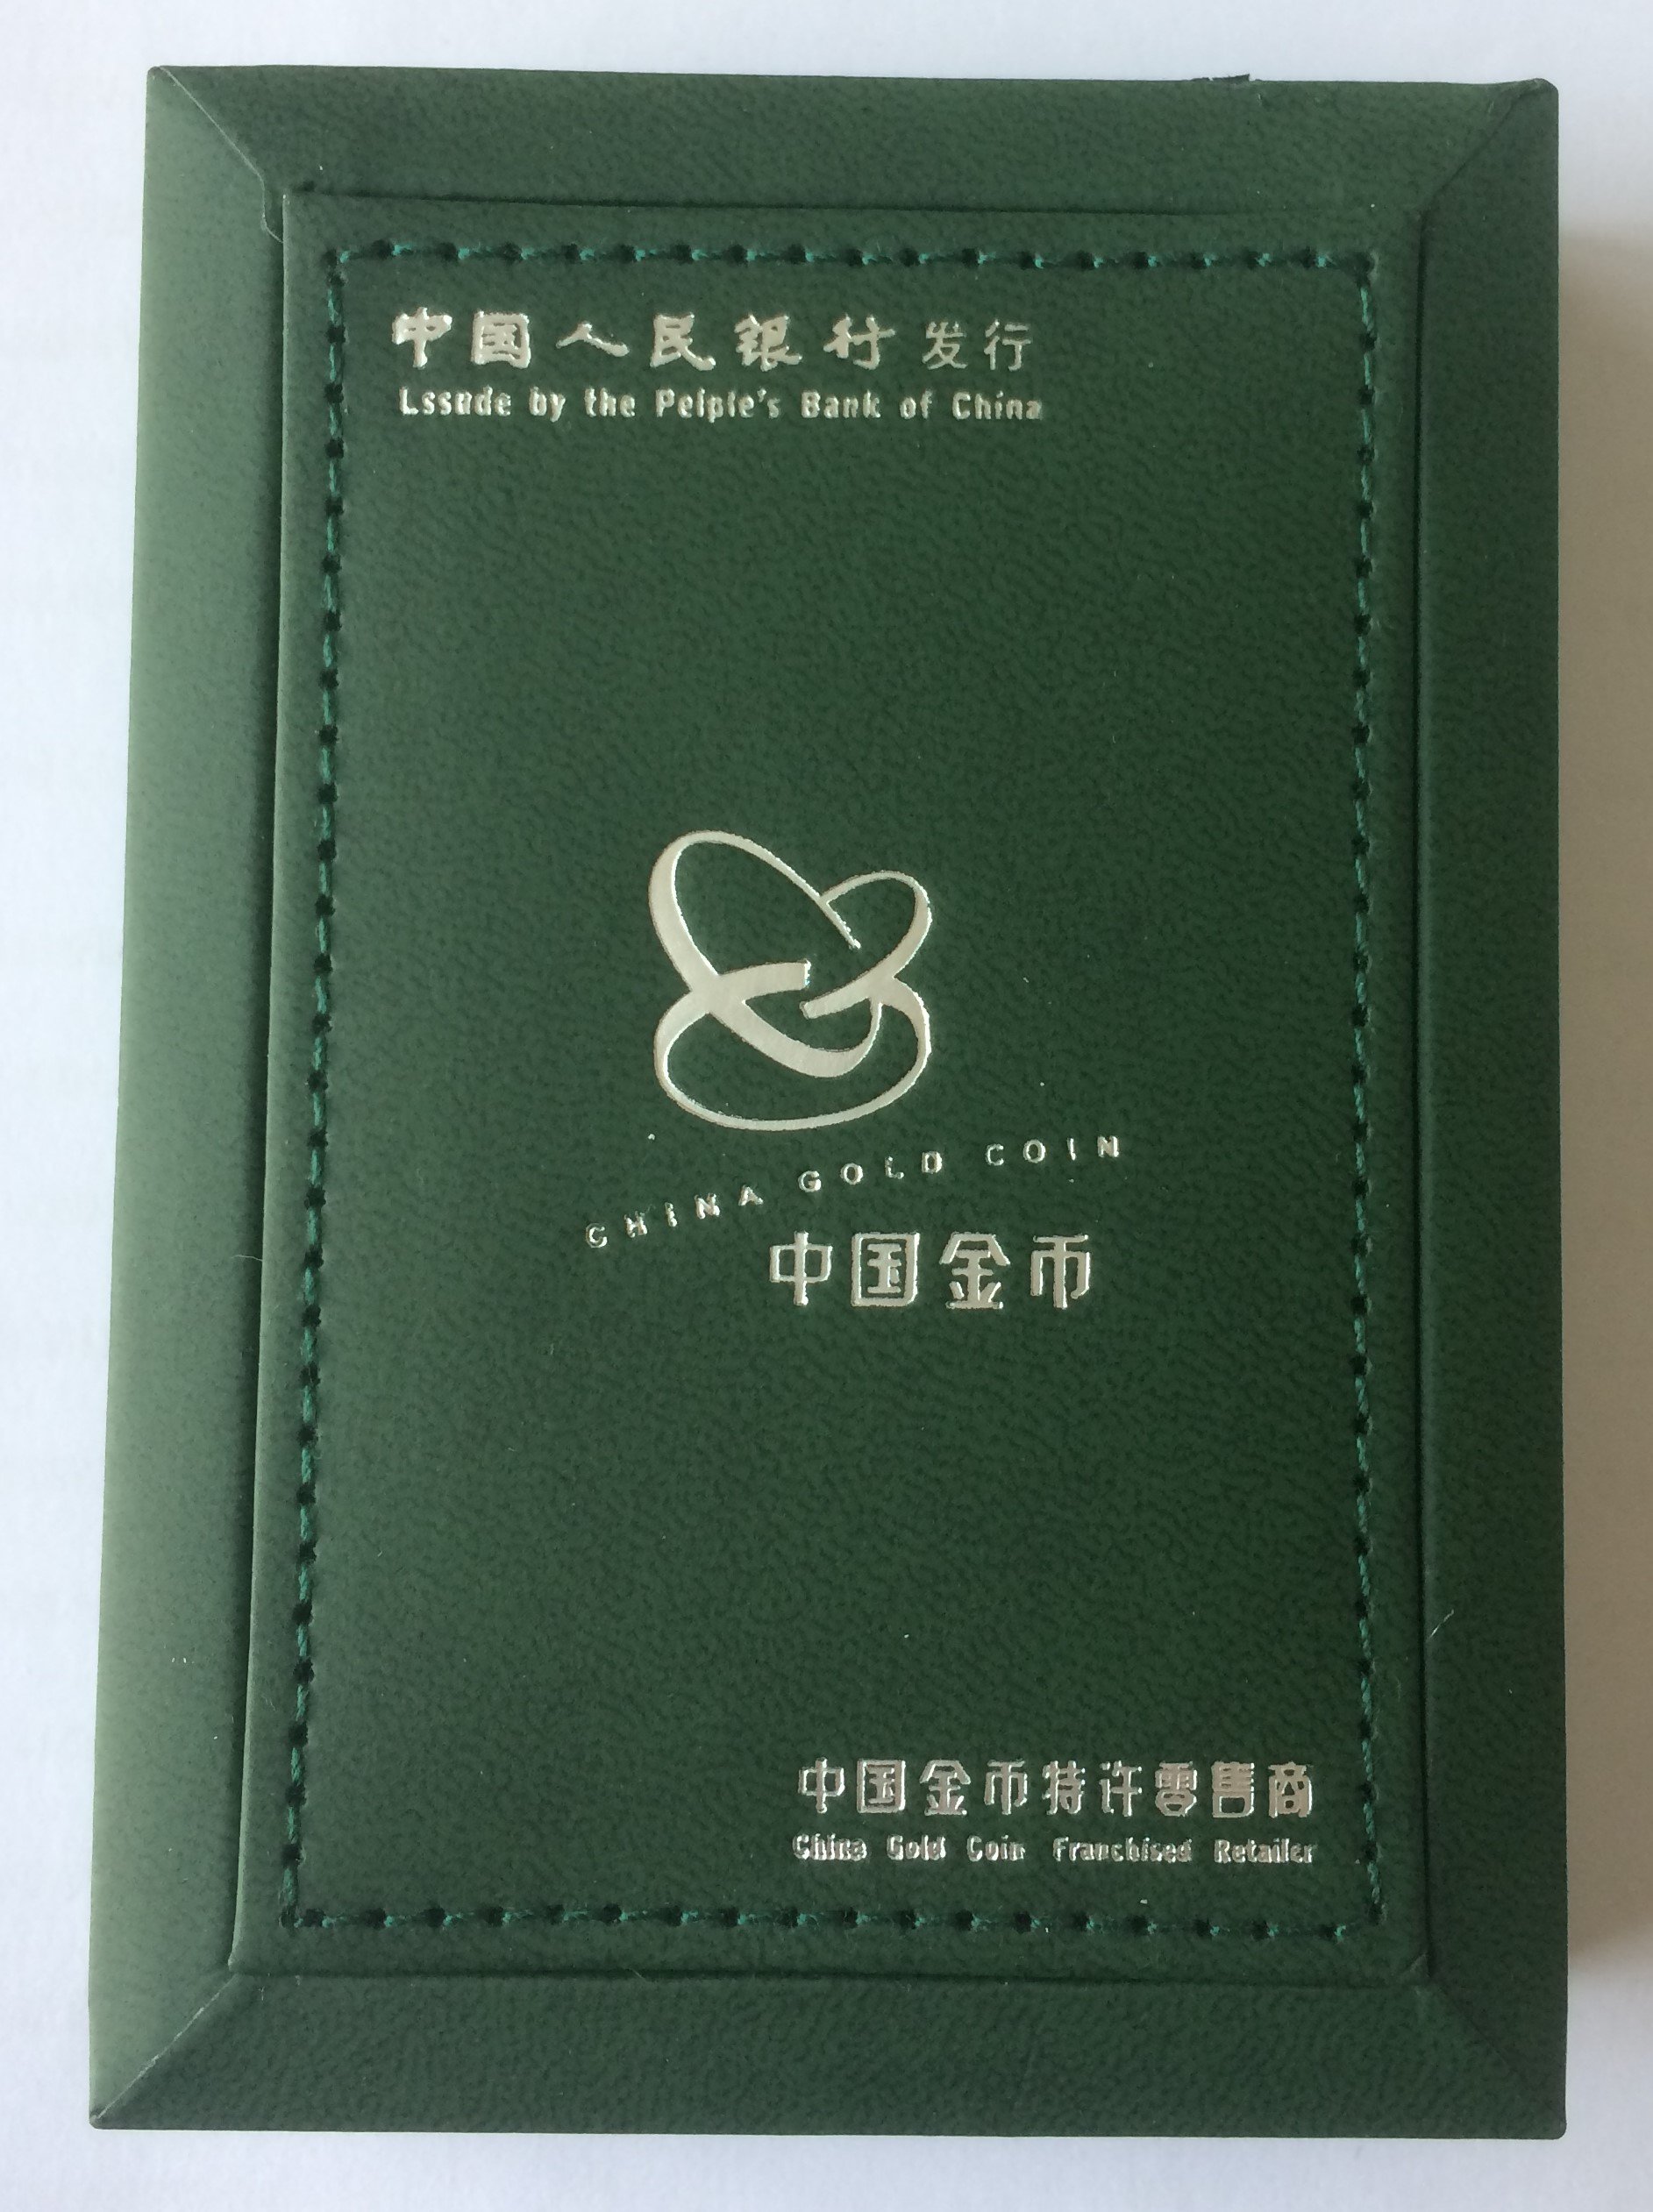 中国人民银行发行
Lssude by the Pelple's Bank of China
CHINA GOLD COIN
中国金币
中国金币特许零售商
China Gold Coin Franchised Retailer